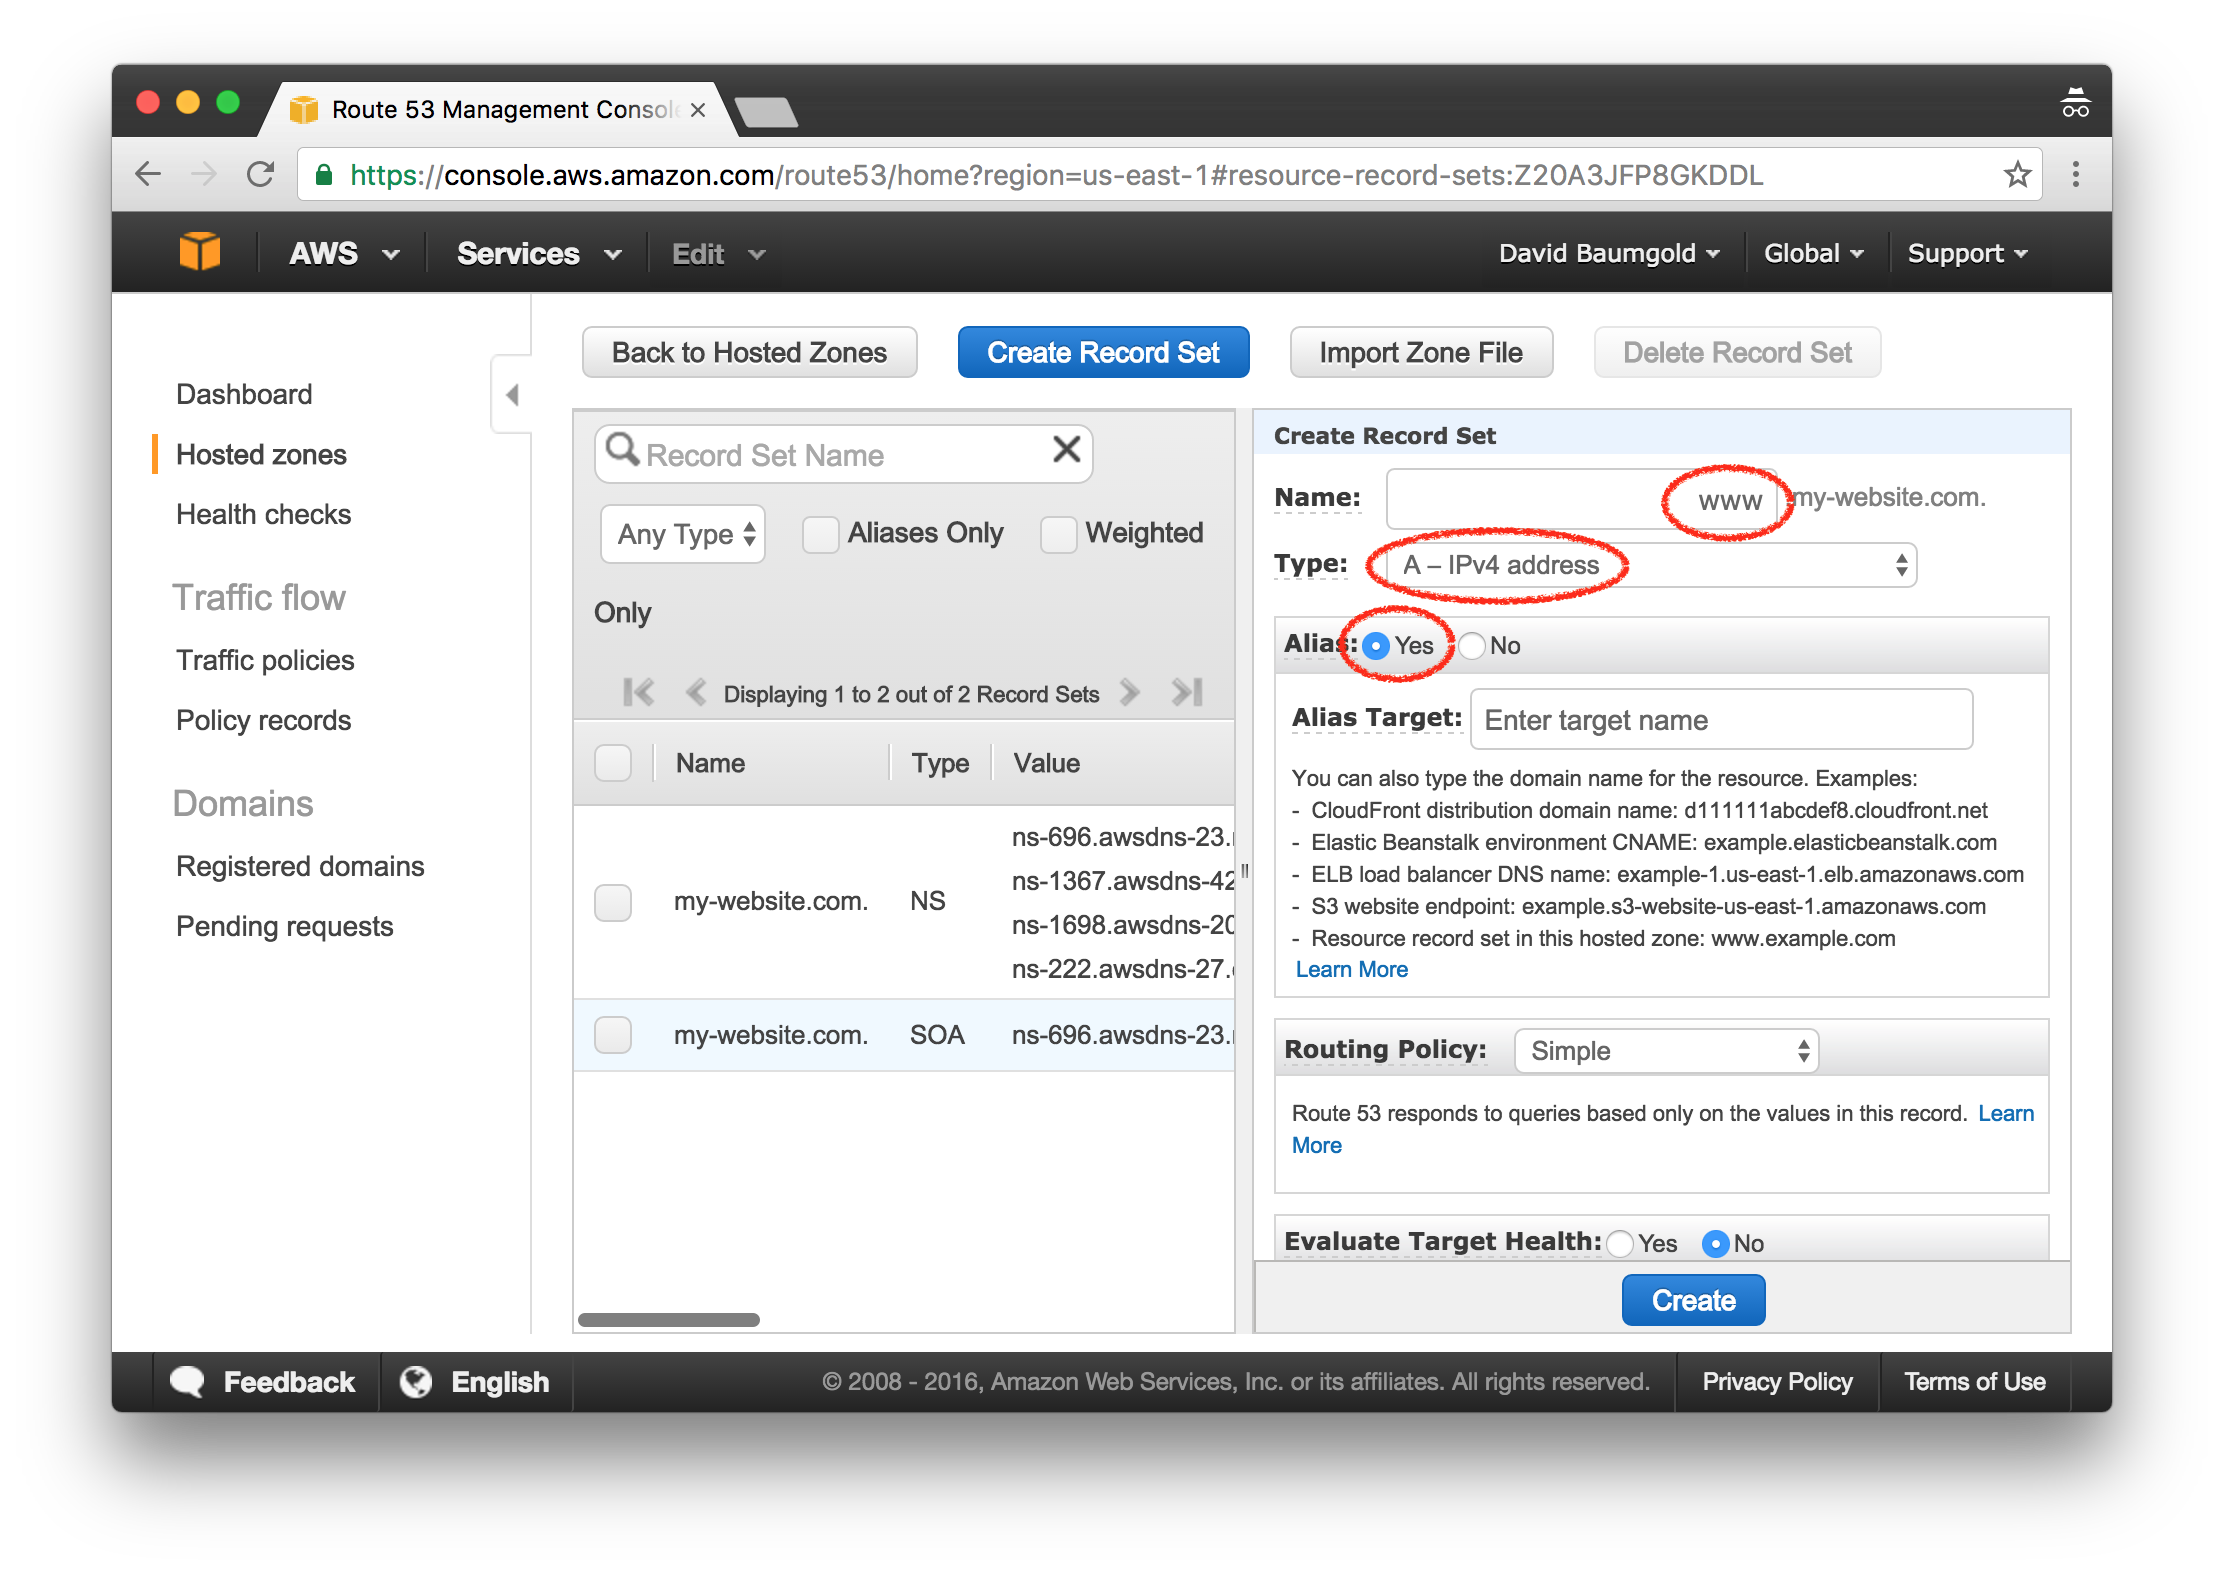 Route 53 Management Console
https://console.aws.amazon.com/route53/home?region=us-east-1#resource-record-sets:Z20A3JFP8GKDDL
AWS Services Edit David Baumgold Global Support
Back to Hosted Zones Create Record Set Import Zone File Delete Record Set
Dashboard
Hosted zones
Health checks
Traffic flow
Traffic policies
Policy records
Domains
Registered domains
Pending requests
Record Set Name
Any Type Aliases Only Weighted
Only
Displaying 1 to 2 out of 2 Record Sets
Name Type Value
my-website.com. NS
ns-696.awsdns-23.
ns-1367.awsdns-42
ns-1698.awsdns-20
ns-222.awsdns-27.
my-website.com. SOA ns-696.awsdns-23.
Create Record Set
Name: www my-website.com.
Type: A – IPv4 address
Alias: Yes No
Alias Target: Enter target name
You can also type the domain name for the resource. Examples:
- CloudFront distribution domain name: d111111abcdef8.cloudfront.net
- Elastic Beanstalk environment CNAME: example.elasticbeanstalk.com
- ELB load balancer DNS name: example-1.us-east-1.elb.amazonaws.com
- S3 website endpoint: example.s3-website-us-east-1.amazonaws.com
- Resource record set in this hosted zone: www.example.com
Learn More
Routing Policy: Simple
Route 53 responds to queries based only on the values in this record. Learn
More
Evaluate Target Health: Yes No
Create
Feedback English © 2008 - 2016, Amazon Web Services, Inc. or its affiliates. All rights reserved. Privacy Policy Terms of Use